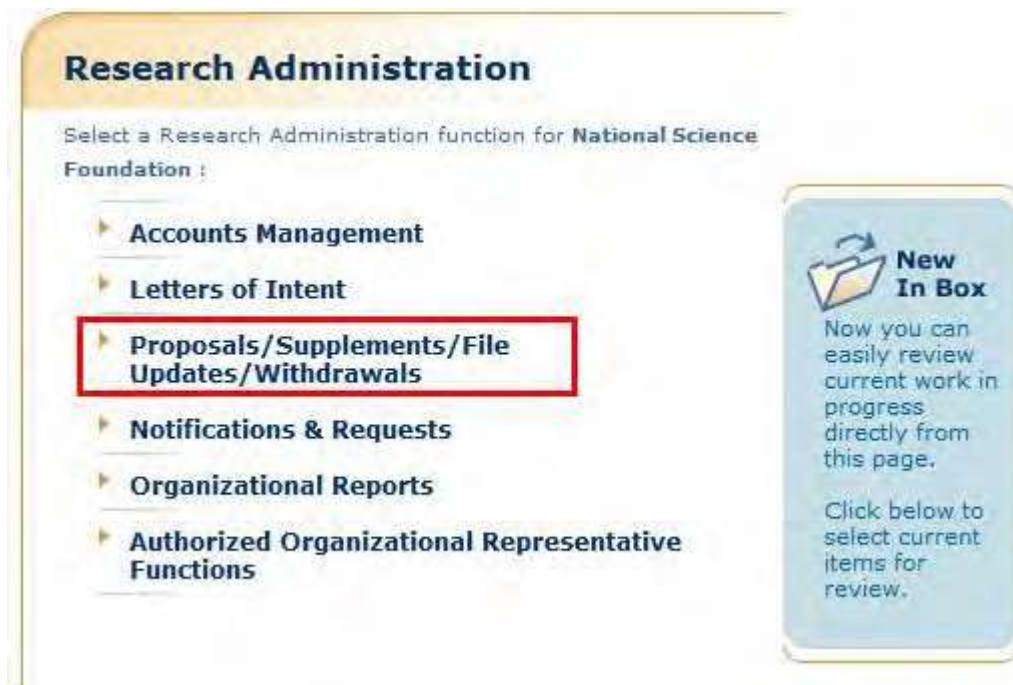 Research Administration
Select a Research Administration function for National Science
Foundation :
Accounts Management
Letters of Intent
Proposals/Supplements/File
Updates/Withdrawals
Notifications & Requests
Organizational Reports
Authorized Organizational Representative
Functions
New
In Box
Now you can
easily review
current work in
progress
directly from
this page.
Click below to
select current
items for
review.